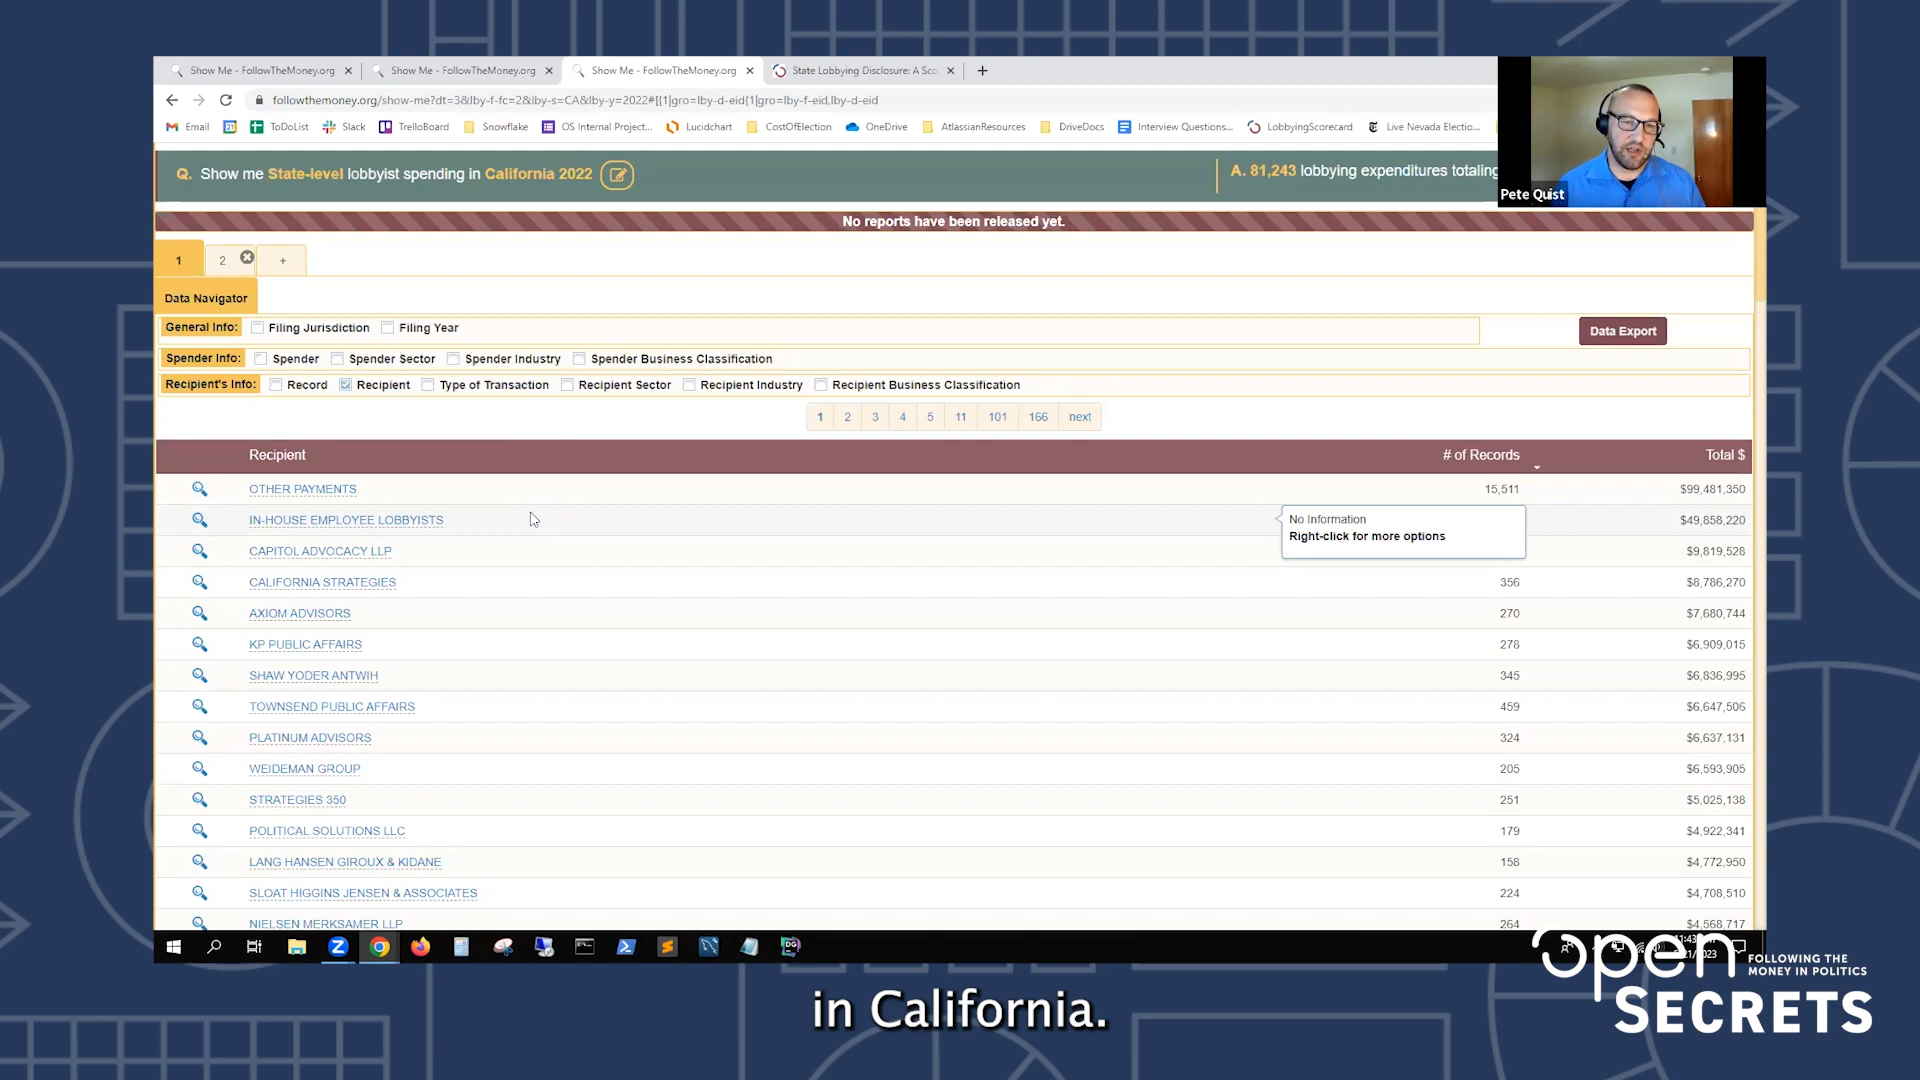 Show Me - FollowTheMoney.org
Show Me - FollowTheMoney.org
Show Me - FollowTheMoney.org
State Lobbying Disclosure: A Sco
followthemoney.org/show-me?dt=3&lby-f-fc=2&lby-s=CA&lby-y=2022#[{1|gro=lby-d-eid{1|gro=lby-f-eid,lby-d-eid
Email ToDoList Slack TrelloBoard Snowflake OS Internal Project... Lucidchart CostOfElection OneDrive AtlassianResources DriveDocs Interview Questions... LobbyingScorecard Live Nevada Electio...
Q. Show me State-level lobbyist spending in California 2022
A. 81,243 lobbying expenditures totaling
Pete Quist
No reports have been released yet.
1 2 +
Data Navigator
General Info: Filing Jurisdiction Filing Year
Data Export
Spender Info: Spender Spender Sector Spender Industry Spender Business Classification
Recipient's Info: Record Recipient Type of Transaction Recipient Sector Recipient Industry Recipient Business Classification
1 2 3 4 5 11 101 166 next
Recipient # of Records Total $
OTHER PAYMENTS 15,511 $99,481,350
IN-HOUSE EMPLOYEE LOBBYISTS $49,858,220
No Information
Right-click for more options
CAPITOL ADVOCACY LLP $9,819,528
CALIFORNIA STRATEGIES 356 $8,786,270
AXIOM ADVISORS 270 $7,680,744
KP PUBLIC AFFAIRS 278 $6,909,015
SHAW YODER ANTWIH 345 $6,836,995
TOWNSEND PUBLIC AFFAIRS 459 $6,647,506
PLATINUM ADVISORS 324 $6,637,131
WEIDEMAN GROUP 205 $6,593,905
STRATEGIES 350 251 $5,025,138
POLITICAL SOLUTIONS LLC 179 $4,922,341
LANG HANSEN GIROUX & KIDANE 158 $4,772,950
SLOAT HIGGINS JENSEN & ASSOCIATES 224 $4,708,510
NIELSEN MERKSAMER LLP 264 $4,568,717
in California.
open
SECRETS
FOLLOWING THE
MONEY IN POLITICS